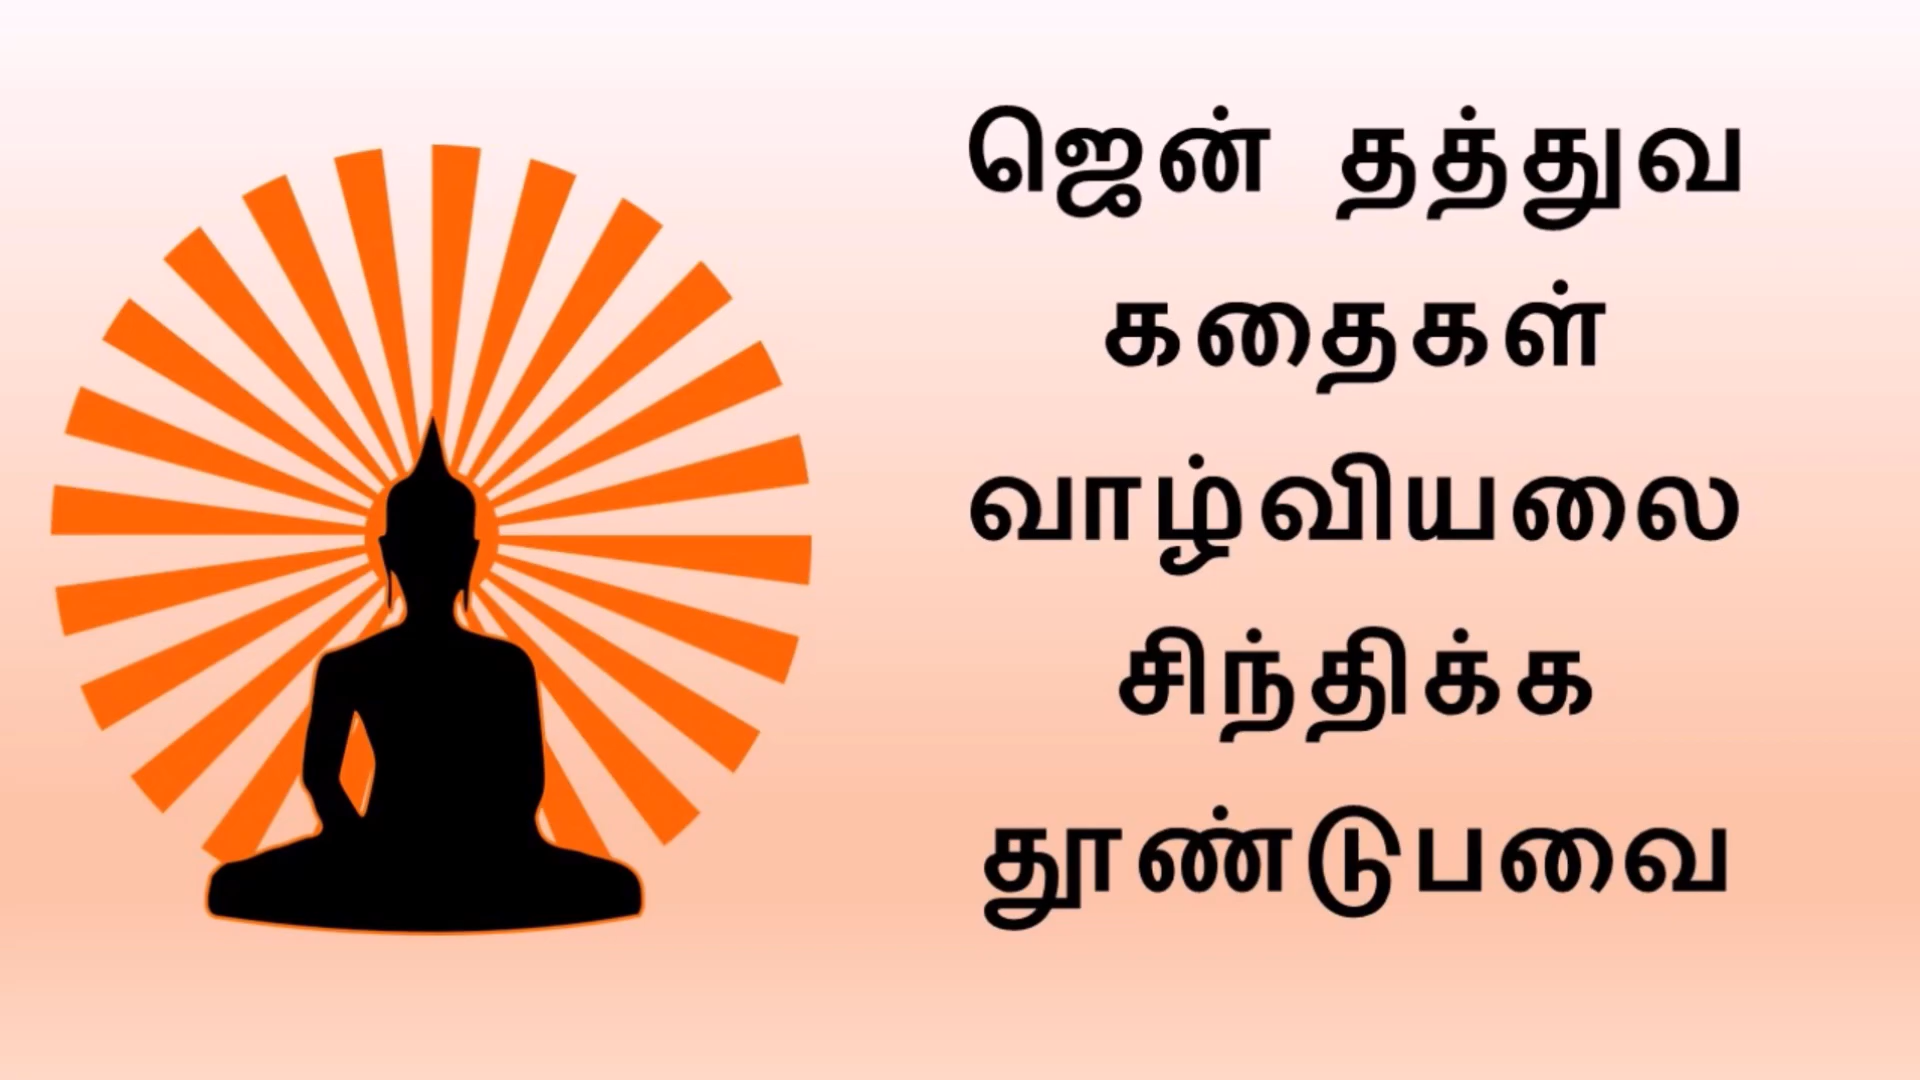 ஜென் தத்துவ
கதைகள்
வாழ்வியலை
சிந்திக்க
தூண்டுபவை